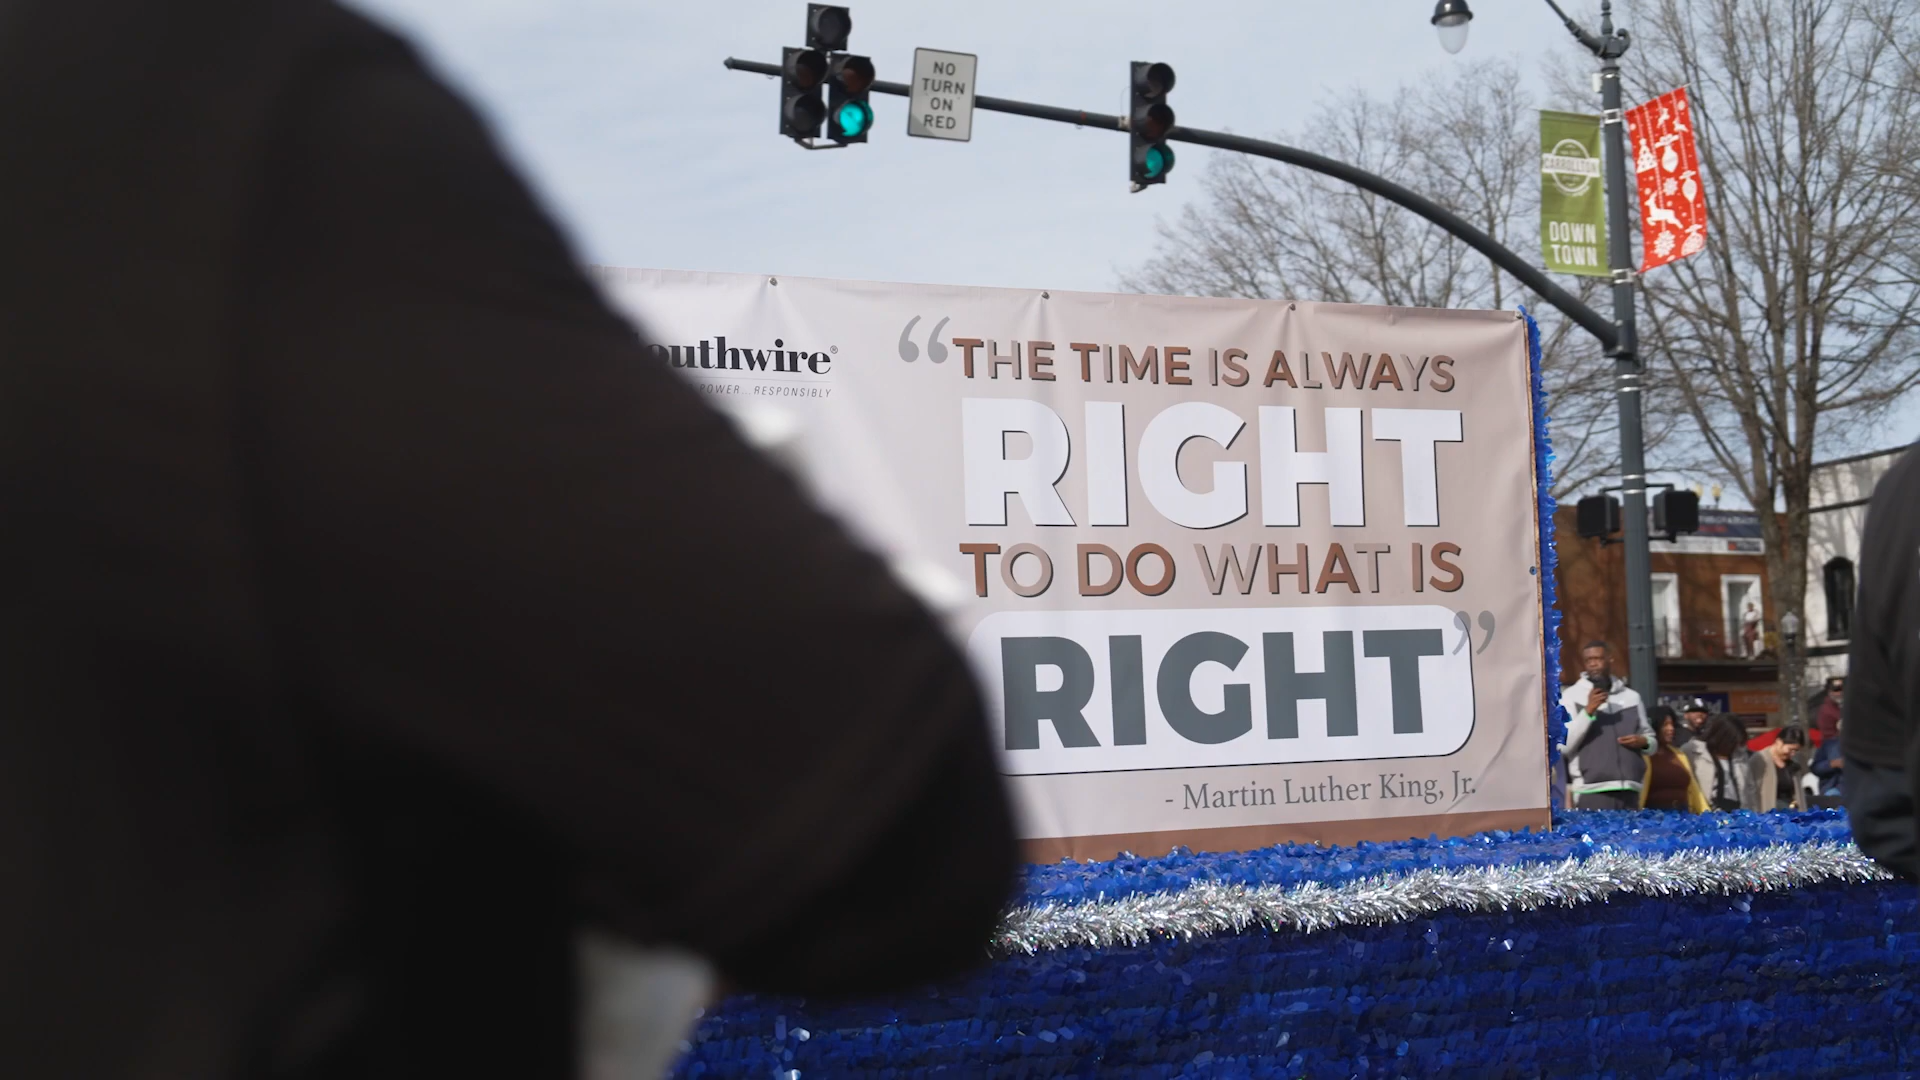 NO
TURN
ON
RED
CARROLLTON
DOWN
TOWN
outhwire®
POWER...RESPONSIBLY
“THE TIME IS ALWAYS
RIGHT
TO DO WHAT IS
RIGHT”
- Martin Luther King, Jr.